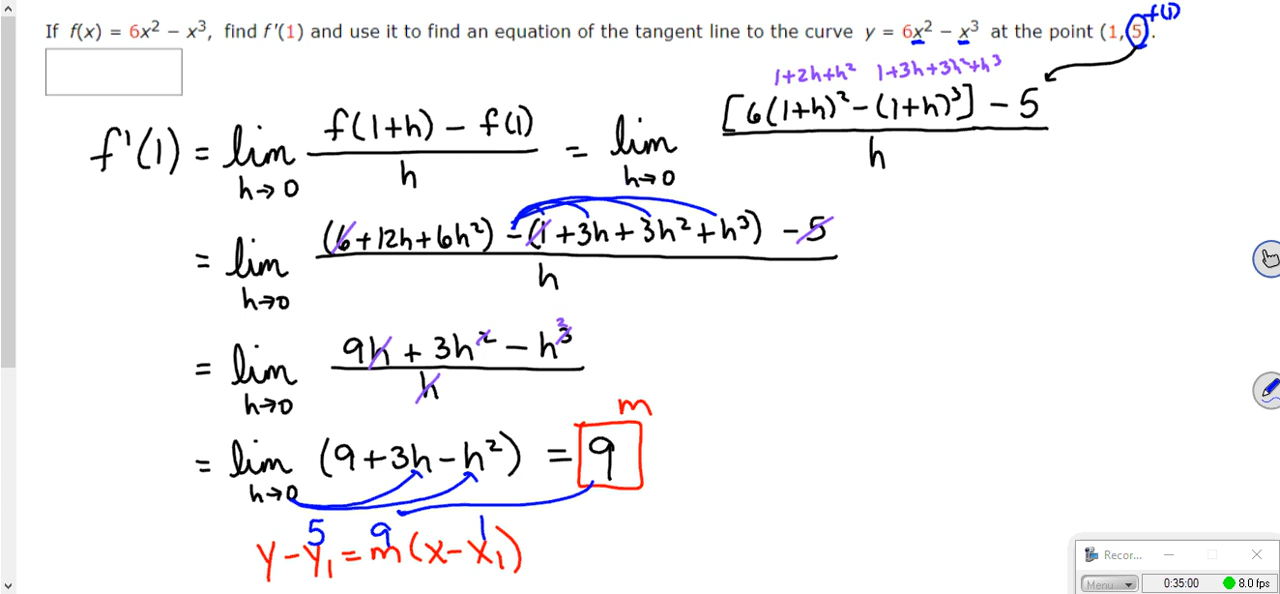 f(1)
If f(x) = 6x² − x³, find f'(1) and use it to find an equation of the tangent line to the curve y = 6x² − x³ at the point (1, 5).
1+2h+h² 1+3h+3h²+h³
f'(1) = lim h→0 f(1+h) − f(1) / h = lim h→0 [6(1+h)² − (1+h)³] − 5 / h
= lim h→0 (6+12h+6h²) − (1+3h+3h²+h³) − 5 / h
= lim h→0 9h + 3h² − h³ / h
2
m
= lim h→0 (9+3h−h²) = 9
5 9 1
y − y₁ = m(x − x₁)
Recor...
Menu 0:35:00 8.0 fps